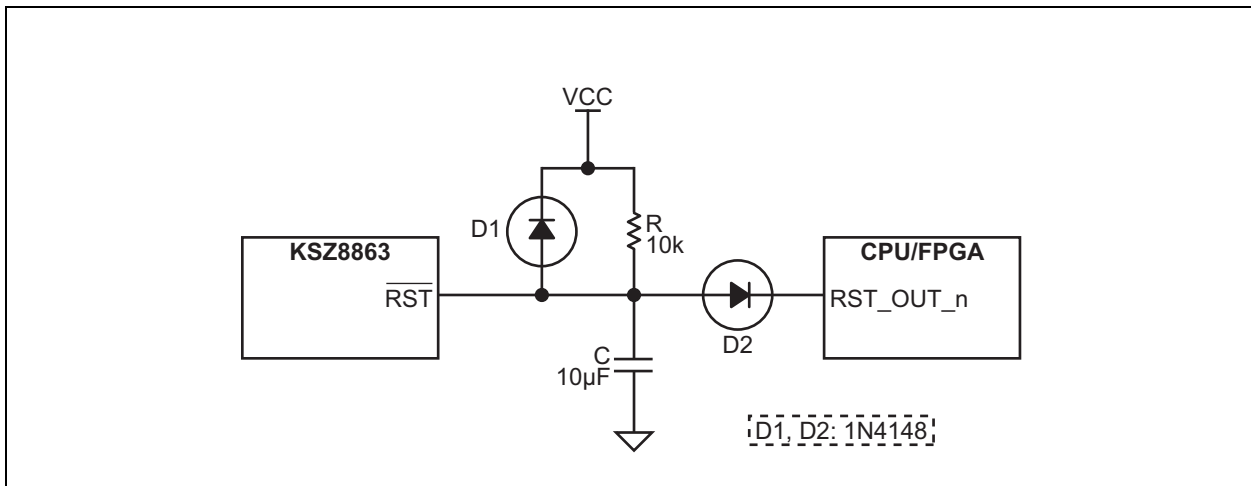 VCC
D1
R
10k
KSZ8863
RST
CPU/FPGA
RST_OUT_n
D2
C
10µF
D1, D2: 1N4148